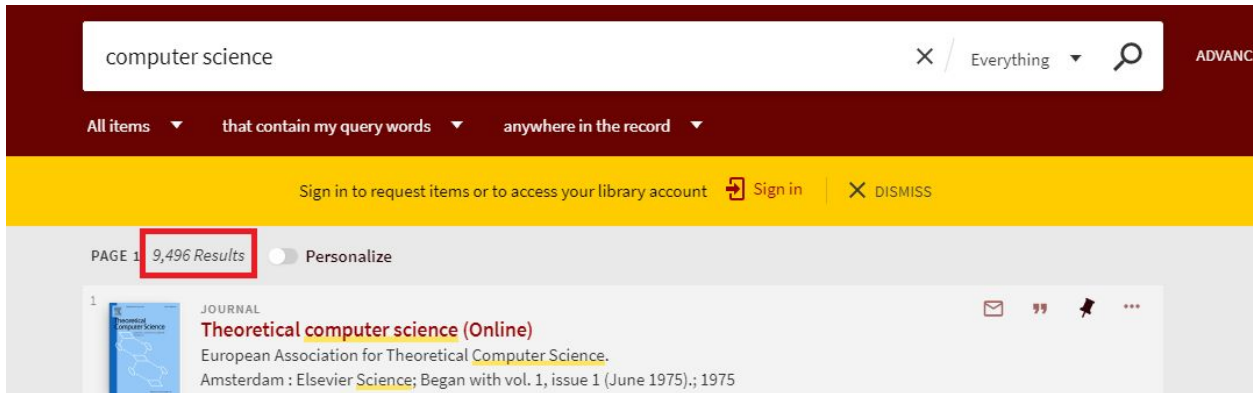 computer science
Everything
ADVANC
All items that contain my query words anywhere in the record
Sign in to request items or to access your library account Sign in DISMISS
PAGE 1 9,496 Results Personalize
1
JOURNAL
Theoretical
Computer Science
Theoretical computer science (Online)
European Association for Theoretical Computer Science.
Amsterdam : Elsevier Science; Began with vol. 1, issue 1 (June 1975).; 1975